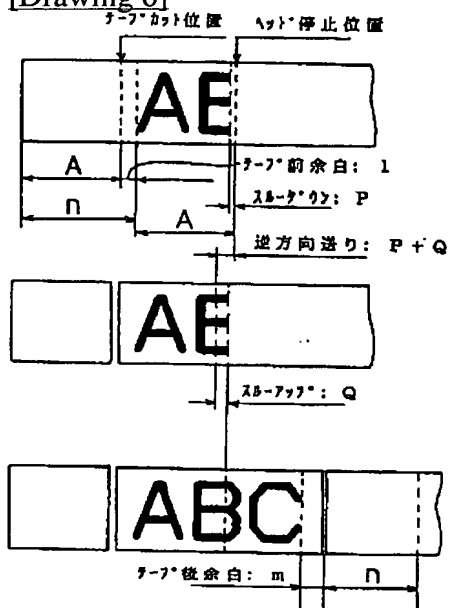 [Drawing 6]
テープカット位置 ヘッド停止位置
AE
A
テープ前余白: l
n
スルーダウン: P
A
逆方向送り: P + Q
AE
スルーアップ: Q
ABC
テープ後余白: m
n